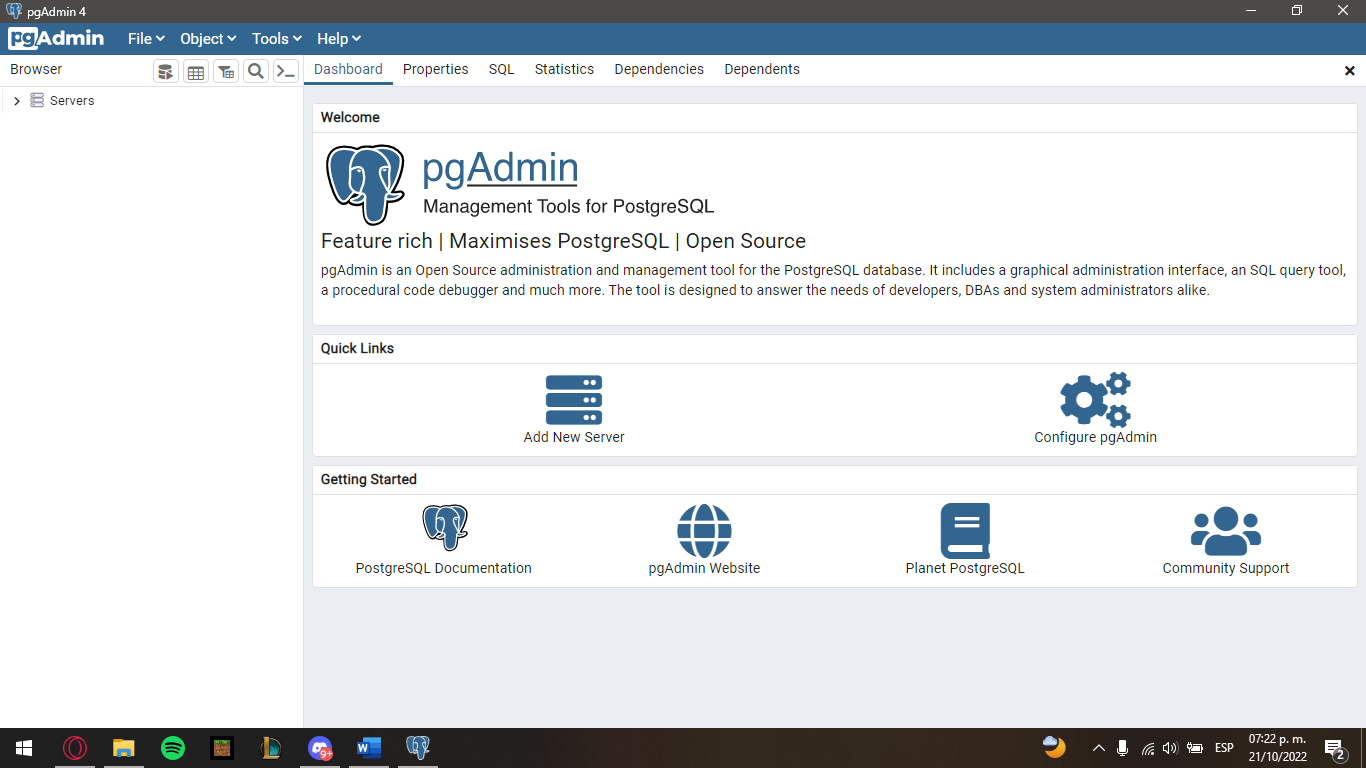 pgAdmin 4
pgAdmin File Object Tools Help
Browser
Dashboard Properties SQL Statistics Dependencies Dependents
Servers
Welcome
pgAdmin
Management Tools for PostgreSQL
Feature rich | Maximises PostgreSQL | Open Source
pgAdmin is an Open Source administration and management tool for the PostgreSQL database. It includes a graphical administration interface, an SQL query tool,
a procedural code debugger and much more. The tool is designed to answer the needs of developers, DBAs and system administrators alike.
Quick Links
Add New Server
Configure pgAdmin
Getting Started
PostgreSQL Documentation
pgAdmin Website
Planet PostgreSQL
Community Support
9+
W
ESP
07:22 p. m.
21/10/2022
2